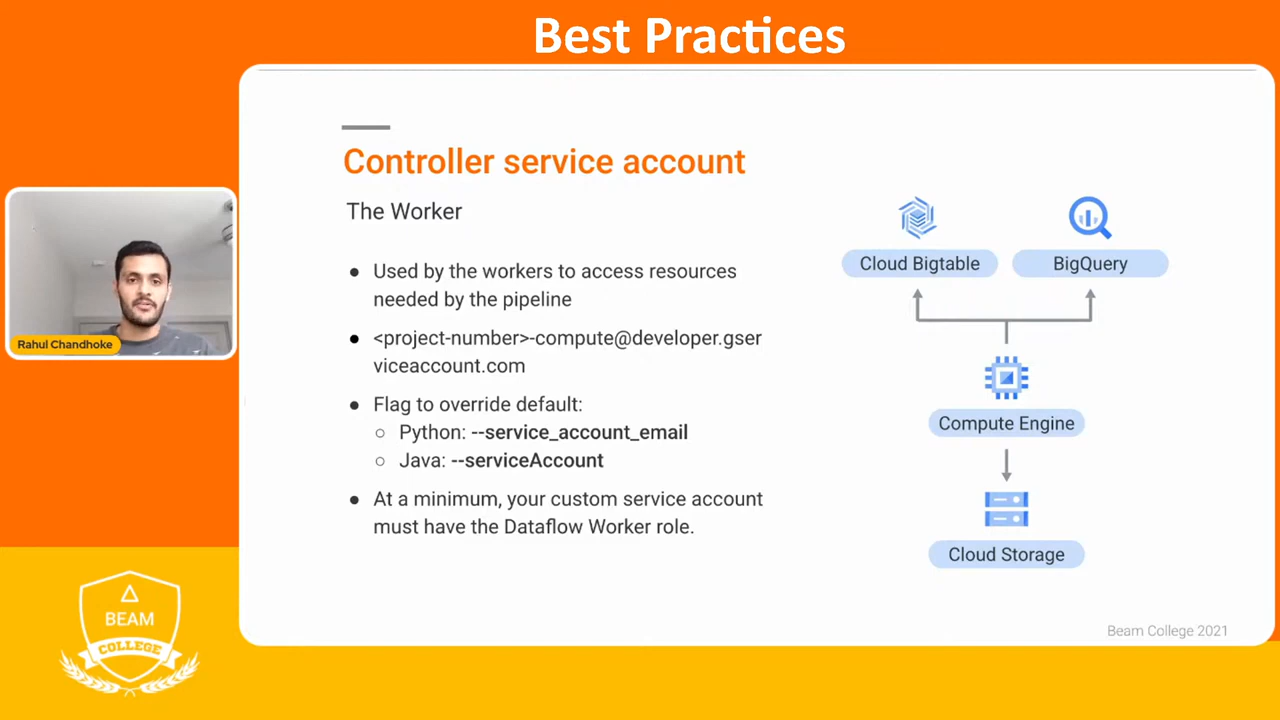 Best Practices
Controller service account
The Worker
● Used by the workers to access resources
needed by the pipeline
● <project-number>-compute@developer.gser
viceaccount.com
● Flag to override default:
○ Python: --service_account_email
○ Java: --serviceAccount
● At a minimum, your custom service account
must have the Dataflow Worker role.
Cloud Bigtable
BigQuery
Compute Engine
Cloud Storage
Rahul Chandhoke
BEAM
COLLEGE
Beam College 2021